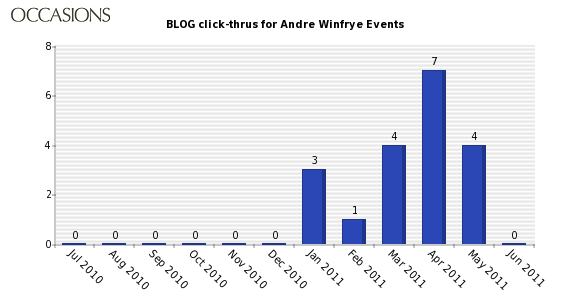 OCCASIONS
BLOG click-thrus for Andre Winfrye Events
8
6
4
2
0
0
0
0
0
0
0
3
1
4
7
4
0
Jul 2010
Aug 2010
Sep 2010
Oct 2010
Nov 2010
Dec 2010
Jan 2011
Feb 2011
Mar 2011
Apr 2011
May 2011
Jun 2011